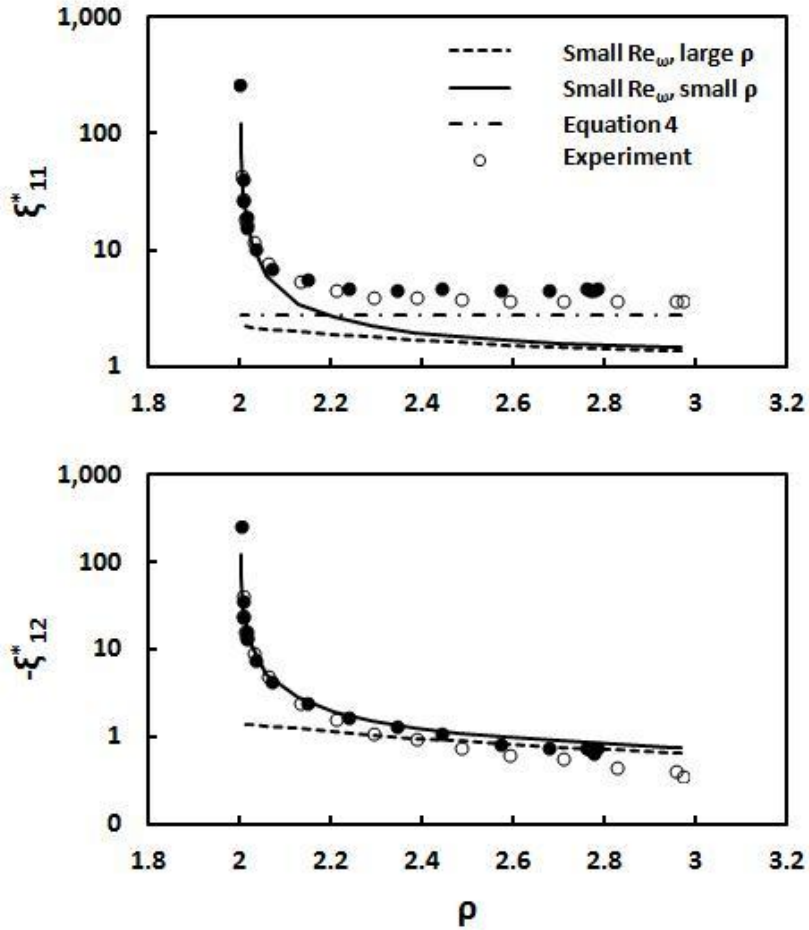 1,000
100
10
1
ξ*11
Small Reω, large ρ
Small Reω, small ρ
Equation 4
Experiment
1.8 2 2.2 2.4 2.6 2.8 3 3.2
1,000
100
10
1
0
-ξ*12
1.8 2 2.2 2.4 2.6 2.8 3 3.2
ρ